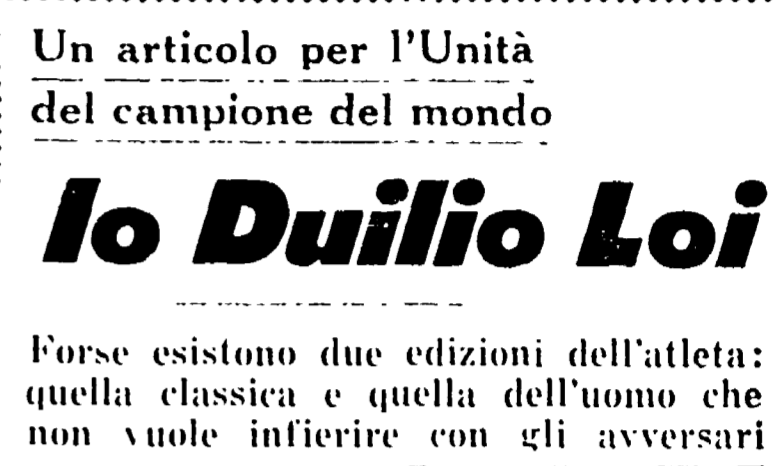 Un articolo per l'Unità
del campione del mondo
Io Duilio Loi
Forse esistono due edizioni dell'atleta:
quella classica e quella dell'uomo che
non vuole infierire con gli avversari